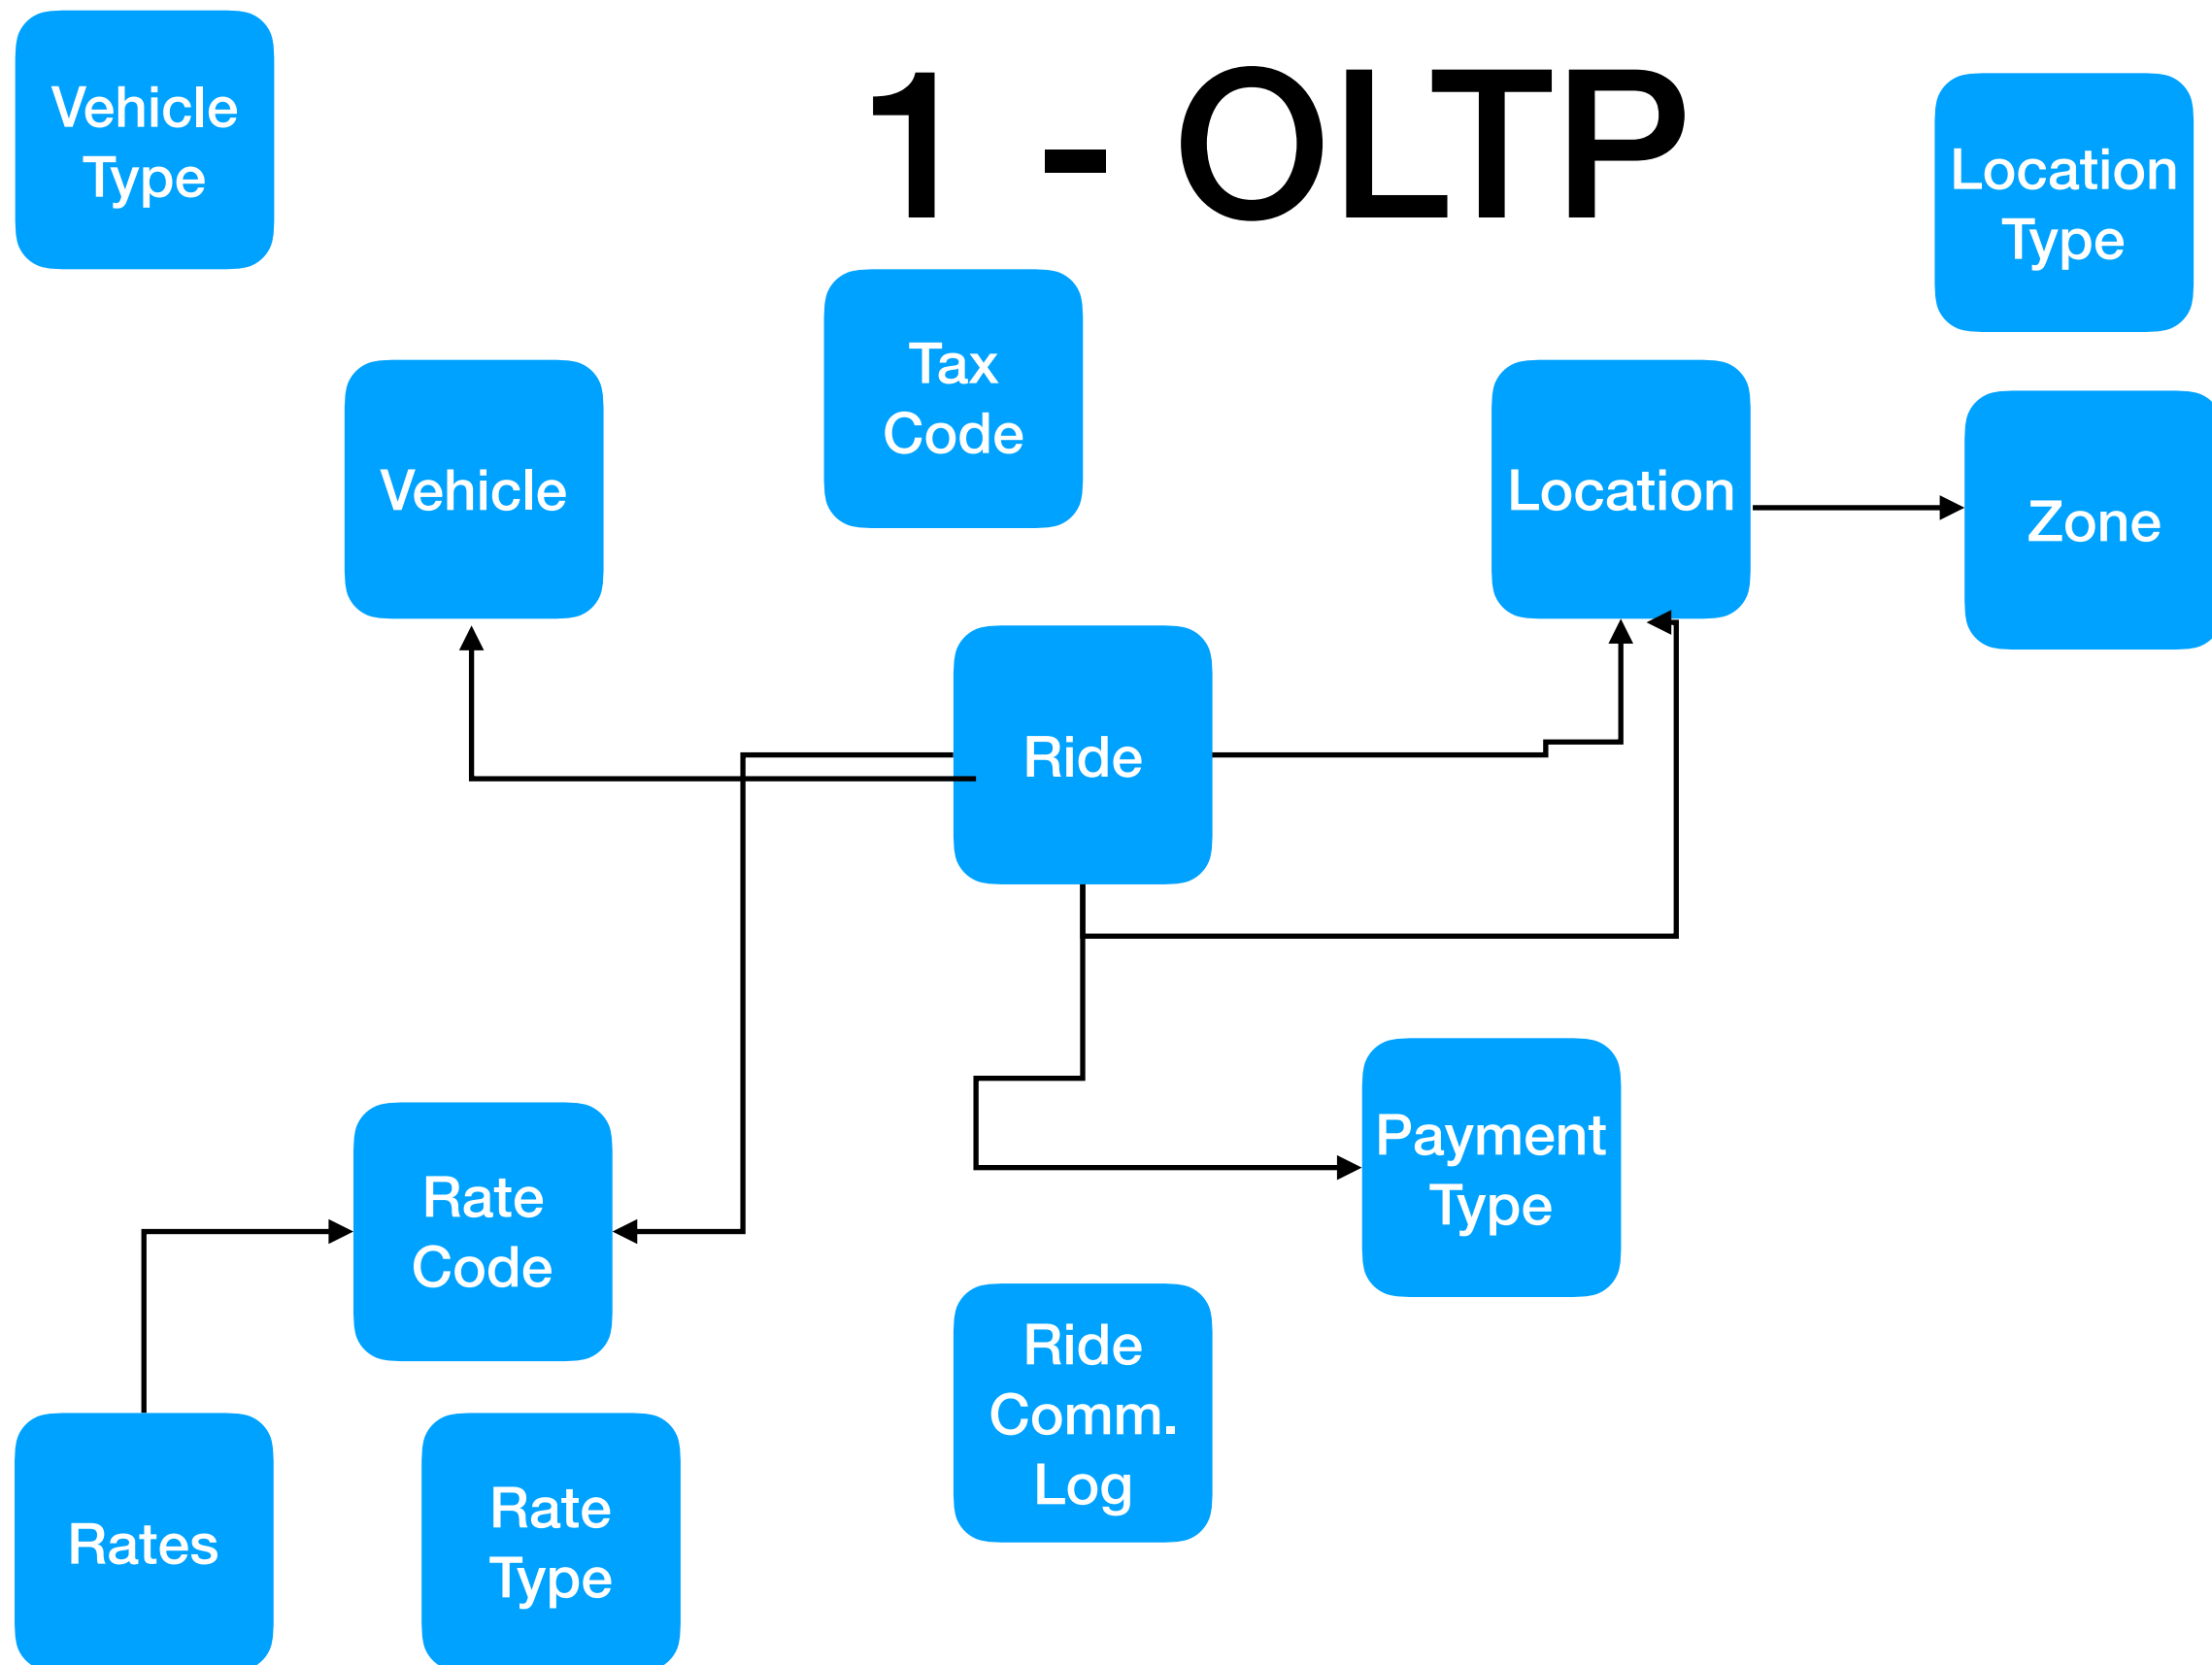 1 - OLTP
Vehicle
Type
Location
Type
Tax
Code
Vehicle
Location
Zone
Ride
Payment
Type
Rate
Code
Ride
Comm.
Log
Rates
Rate
Type